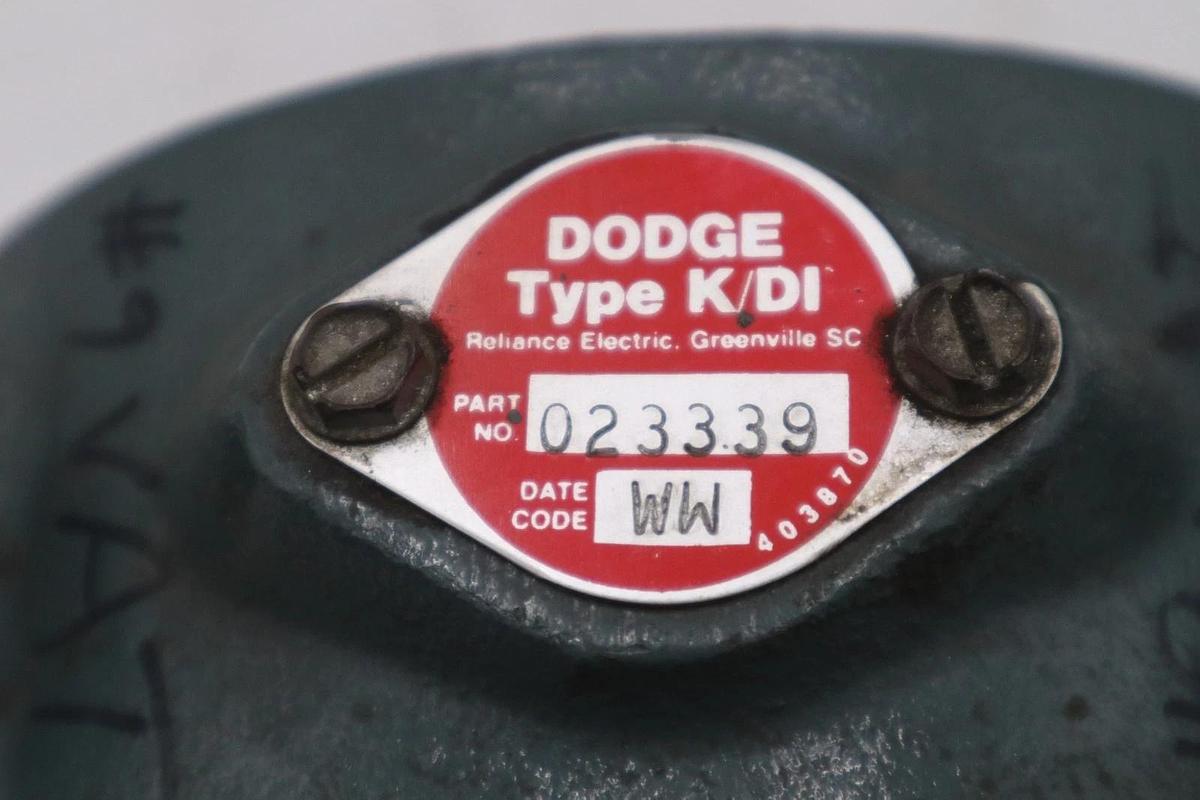 DODGE
Type K/DI
Reliance Electric, Greenville SC
PART NO. 023339
DATE CODE WW
403870